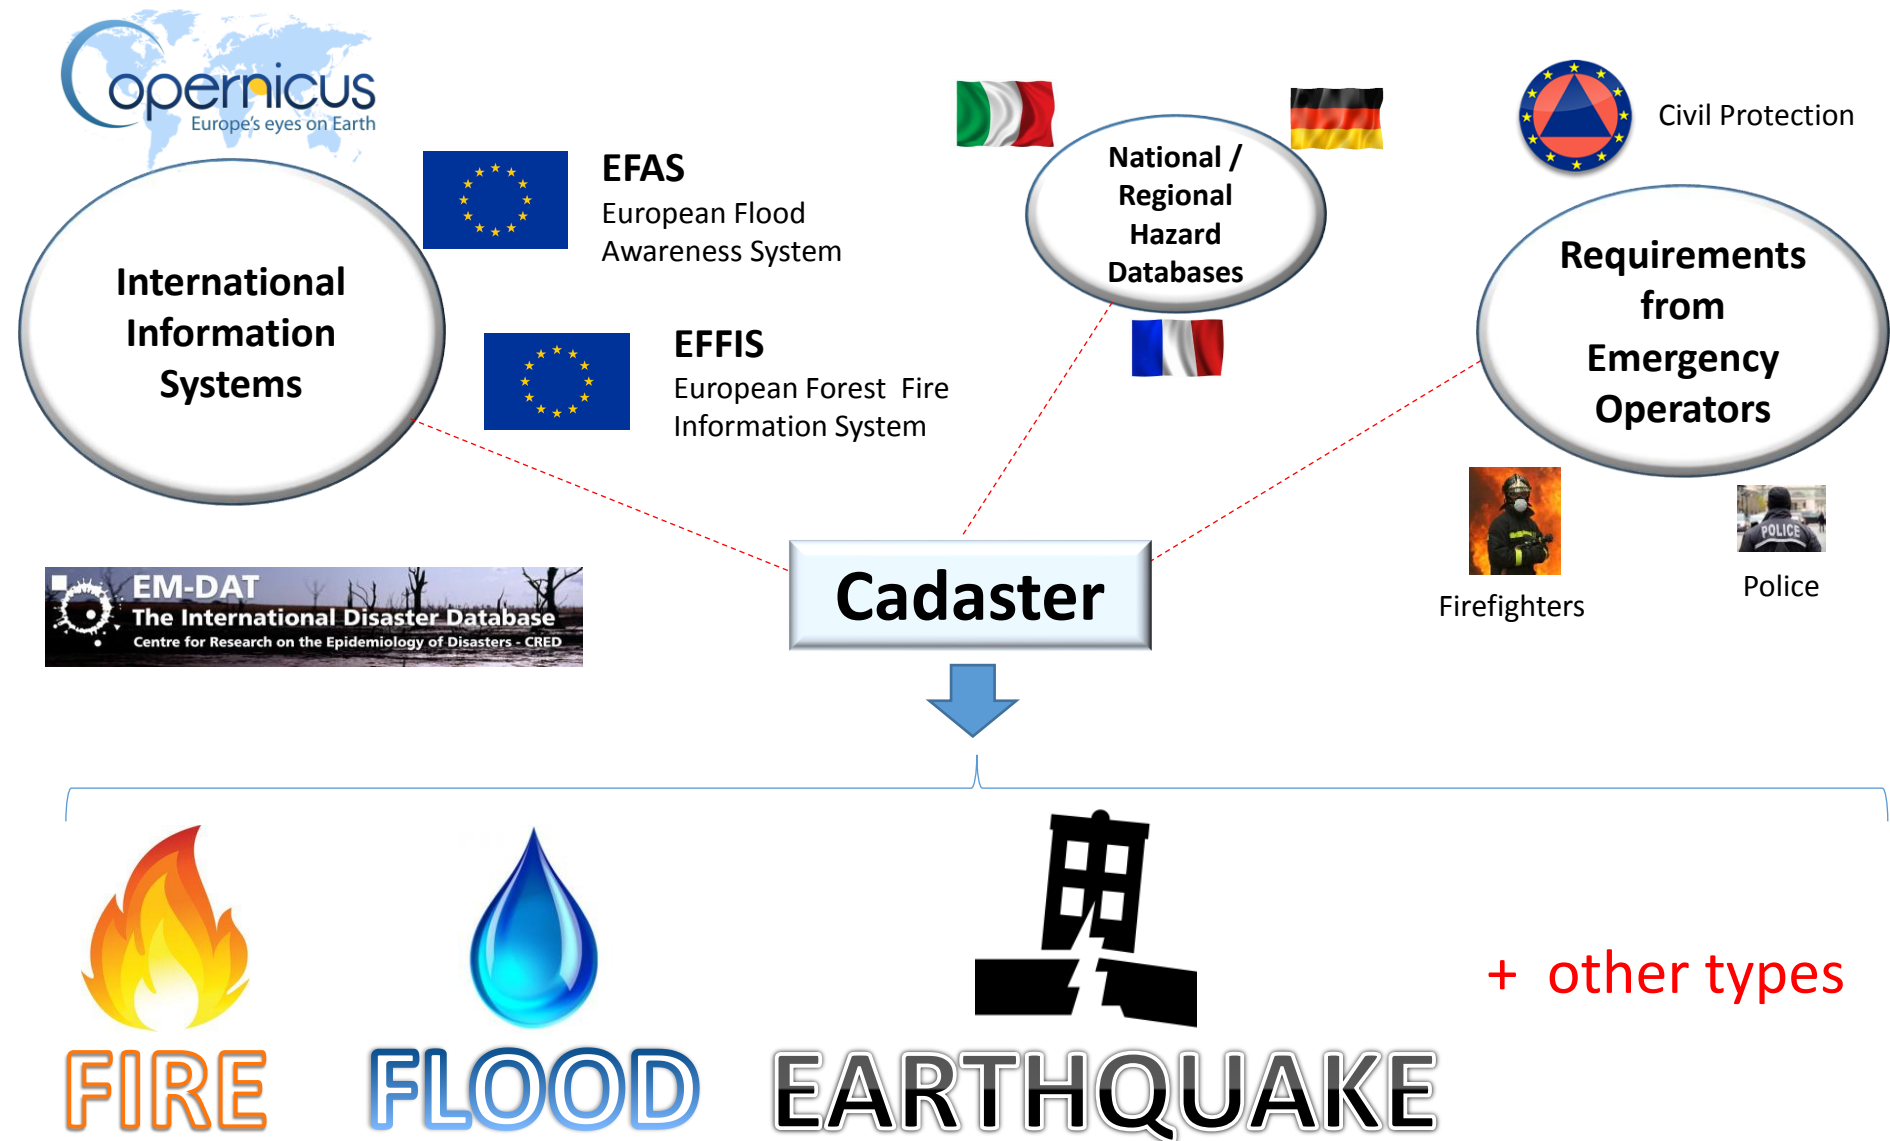 Copernicus
Europe's eyes on Earth
International
Information
Systems
EFAS
European Flood
Awareness System
EFFIS
European Forest Fire
Information System
EM-DAT
The International Disaster Database
Centre for Research on the Epidemiology of Disasters - CRED
National /
Regional
Hazard
Databases
Civil Protection
Requirements
from
Emergency
Operators
POLICE
Firefighters
Police
Cadaster
FIRE
FLOOD
EARTHQUAKE
+ other types